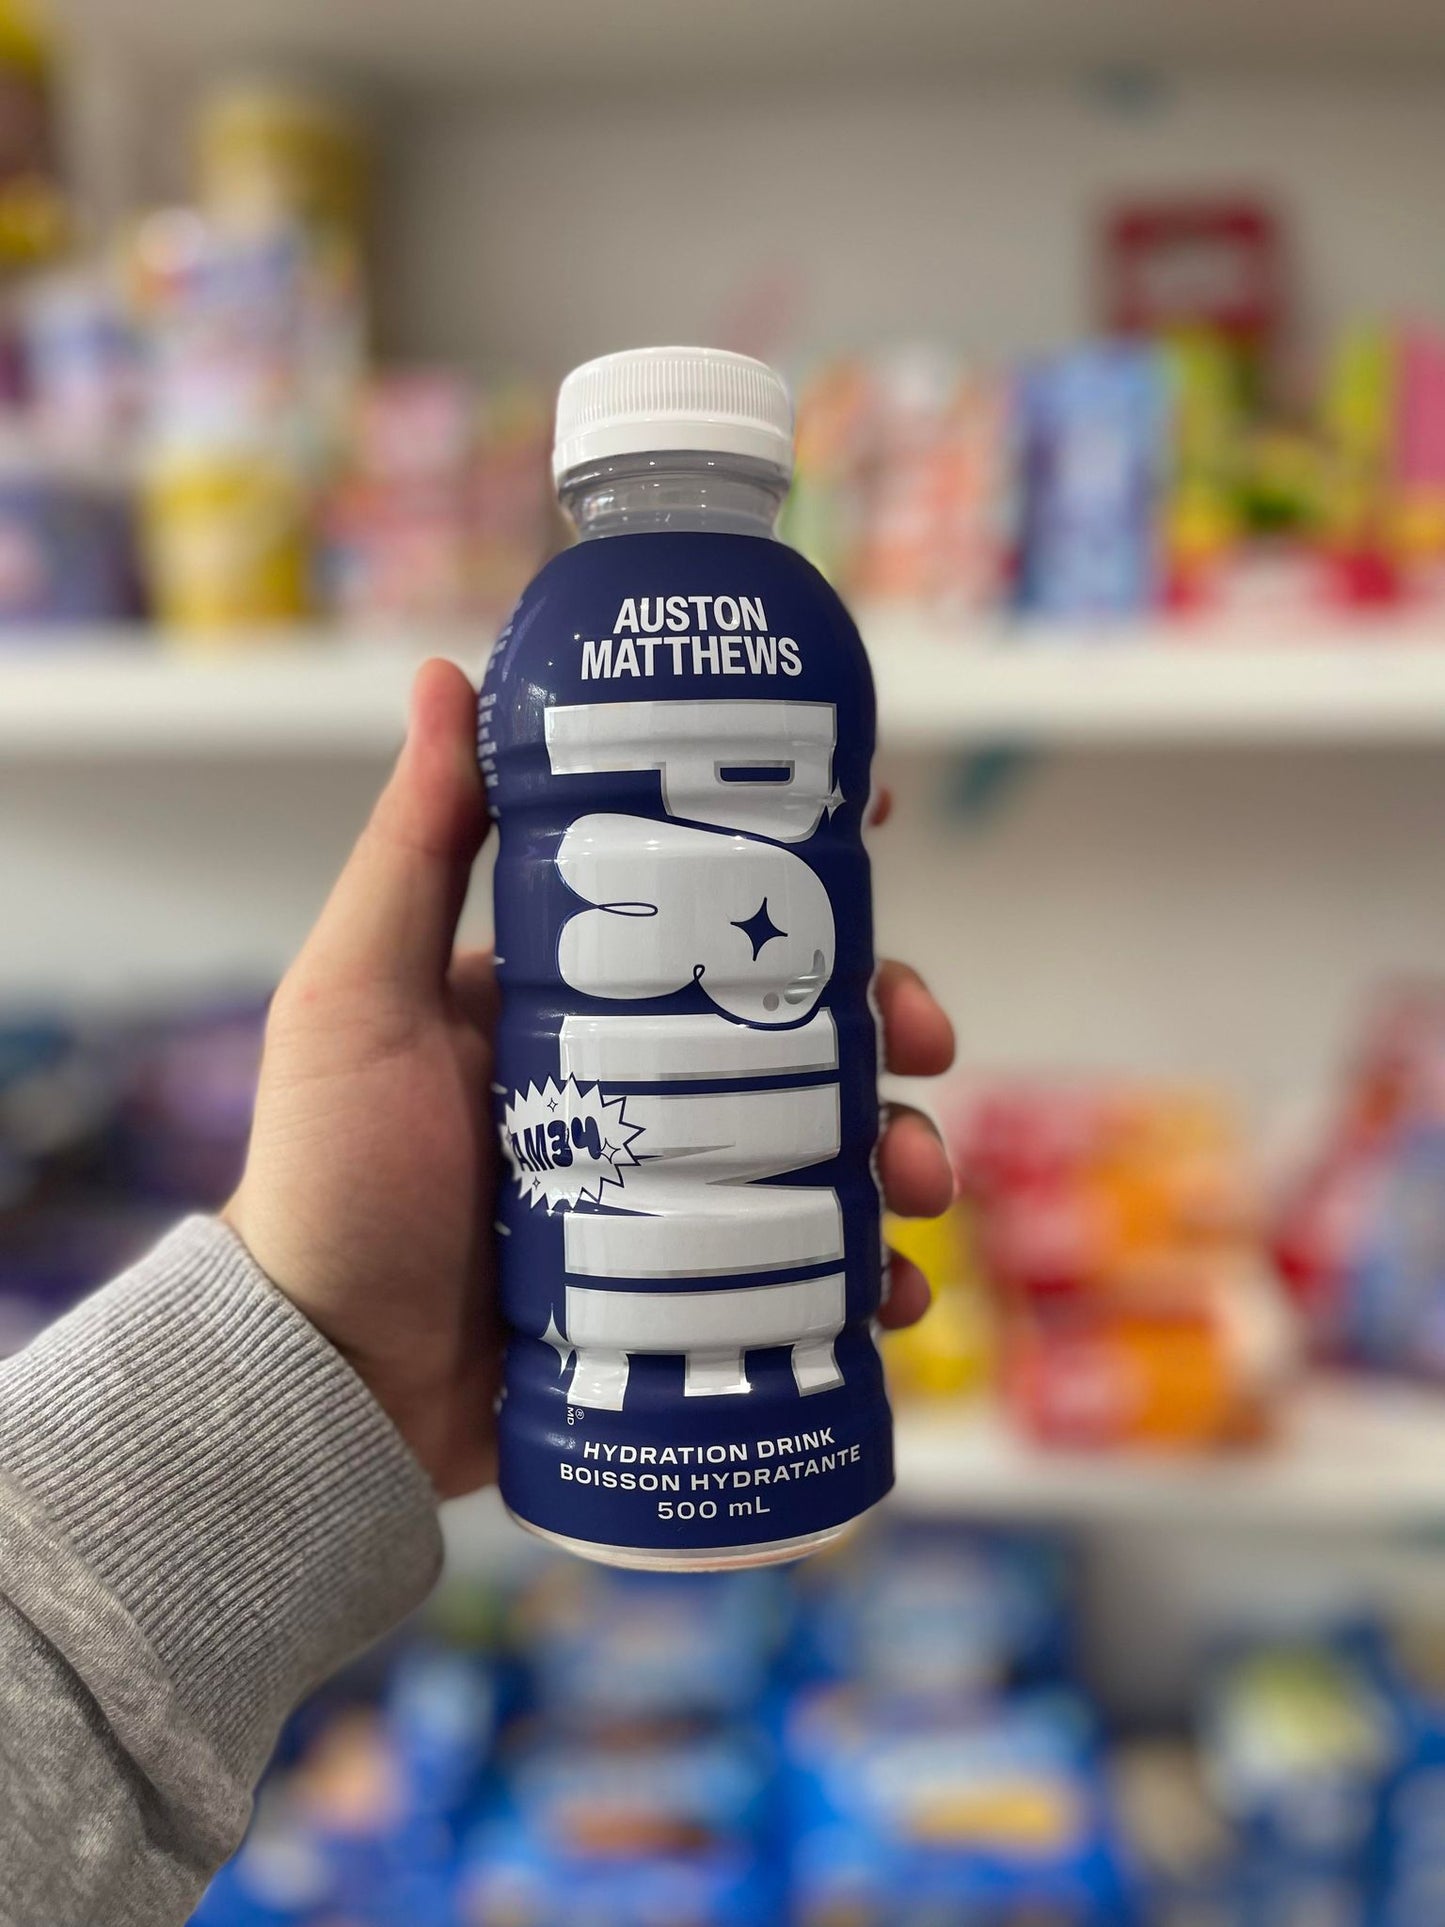 AUSTON
MATTHEWS
PRIME
AM34
MD ®
HYDRATION DRINK
BOISSON HYDRATANTE
500 mL